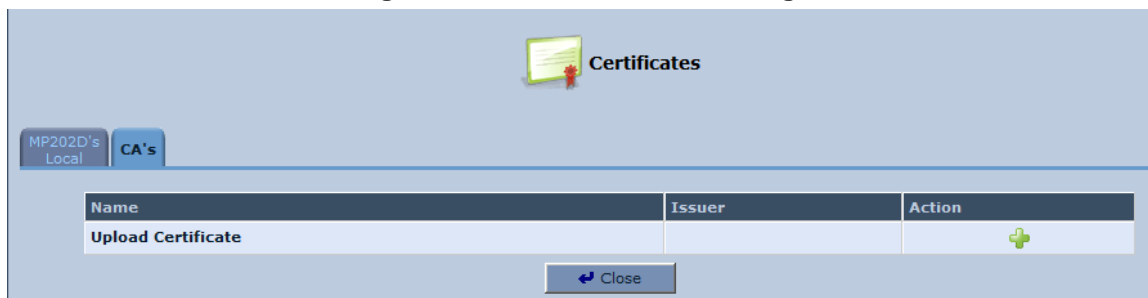 Certificates
MP202D's
Local
CA's
Name Issuer Action
Upload Certificate
Close